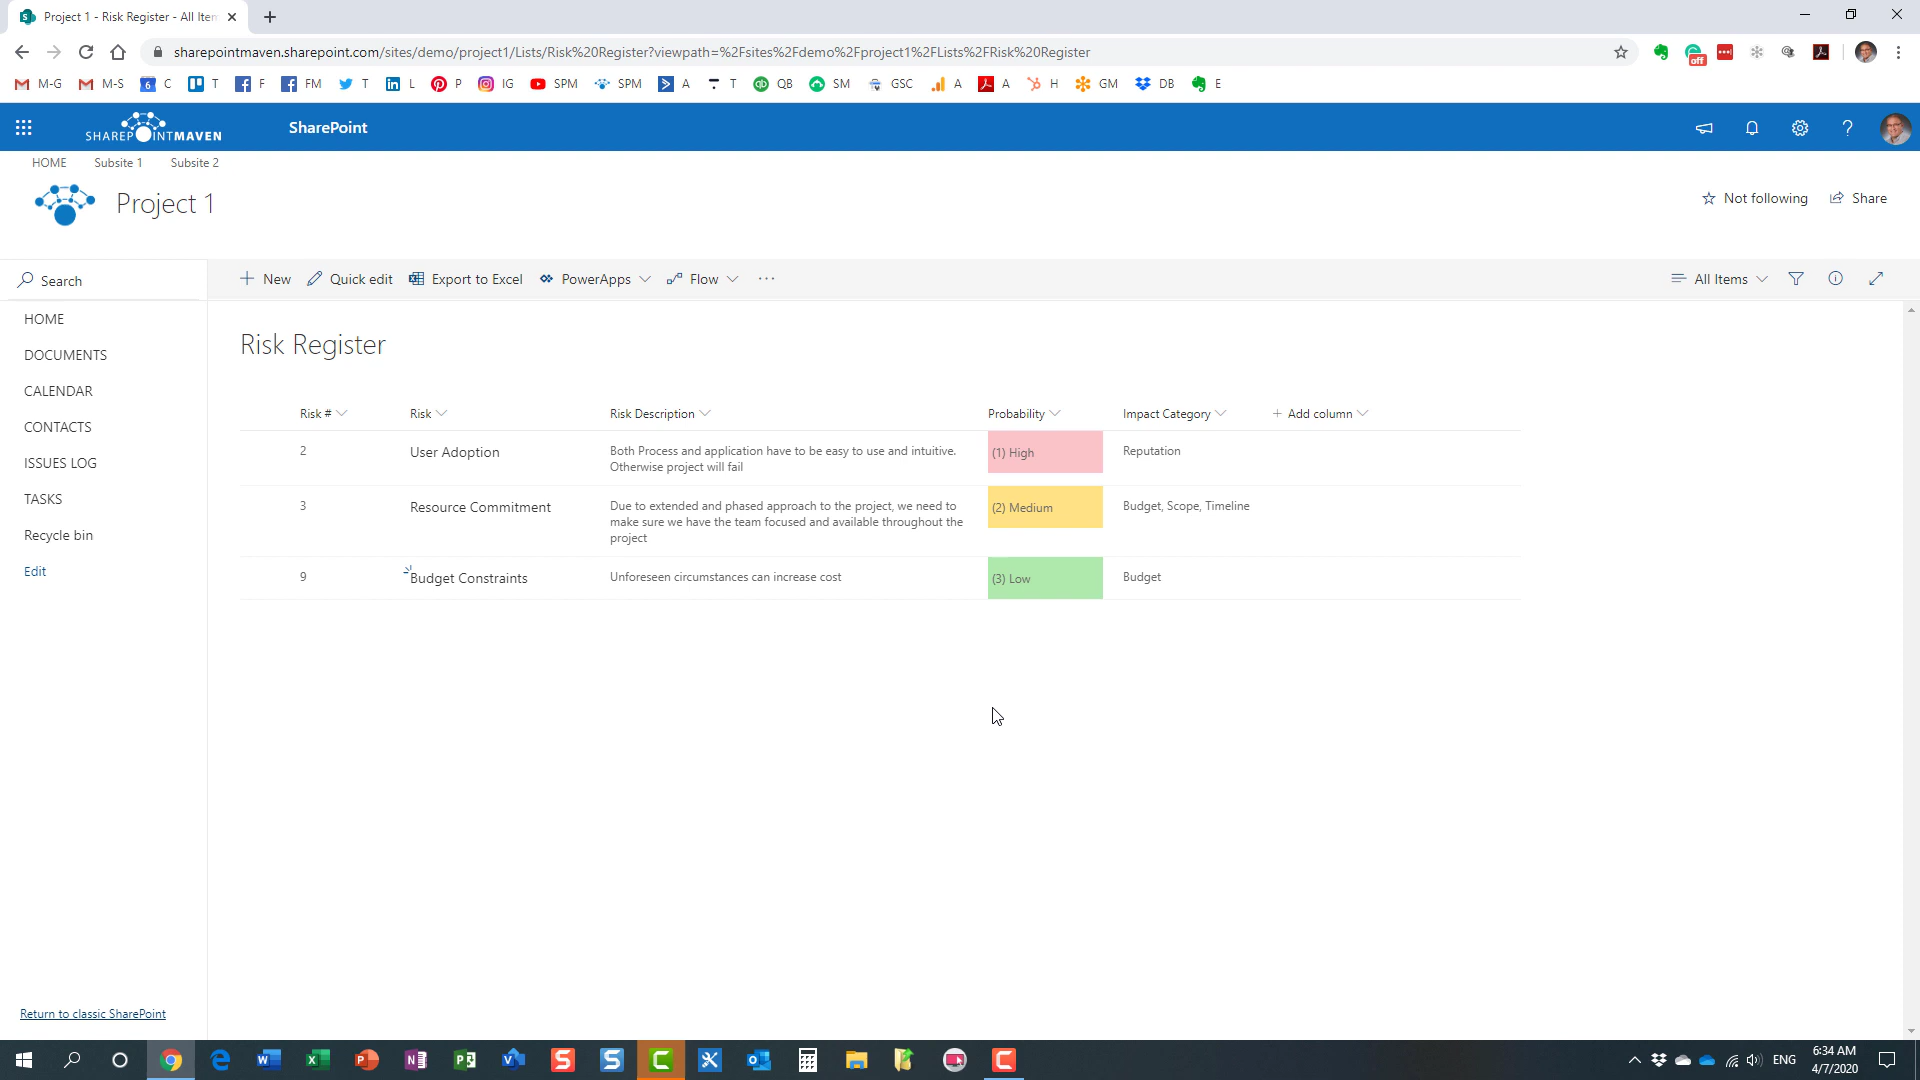 Project 1 - Risk Register - All Item
sharepointmaven.sharepoint.com/sites/demo/project1/Lists/Risk%20Register?viewpath=%2Fsites%2Fdemo%2Fproject1%2FLists%2FRisk%20Register
off
M-G M-S 6 C T F FM T L P IG SPM SPM A T QB SM GSC A A H GM DB E
SHAREPOINTMAVEN SharePoint
HOME Subsite 1 Subsite 2
Project 1
Not following Share
Search
New Quick edit Export to Excel PowerApps Flow ... All Items
HOME
DOCUMENTS
CALENDAR
CONTACTS
ISSUES LOG
TASKS
Recycle bin
Edit
Return to classic SharePoint
Risk Register
Risk # Risk Risk Description Probability Impact Category + Add column
2 User Adoption Both Process and application have to be easy to use and intuitive. (1) High Reputation
Otherwise project will fail
3 Resource Commitment Due to extended and phased approach to the project, we need to (2) Medium Budget, Scope, Timeline
make sure we have the team focused and available throughout the
project
9 Budget Constraints Unforeseen circumstances can increase cost (3) Low Budget
ENG
6:34 AM
4/7/2020